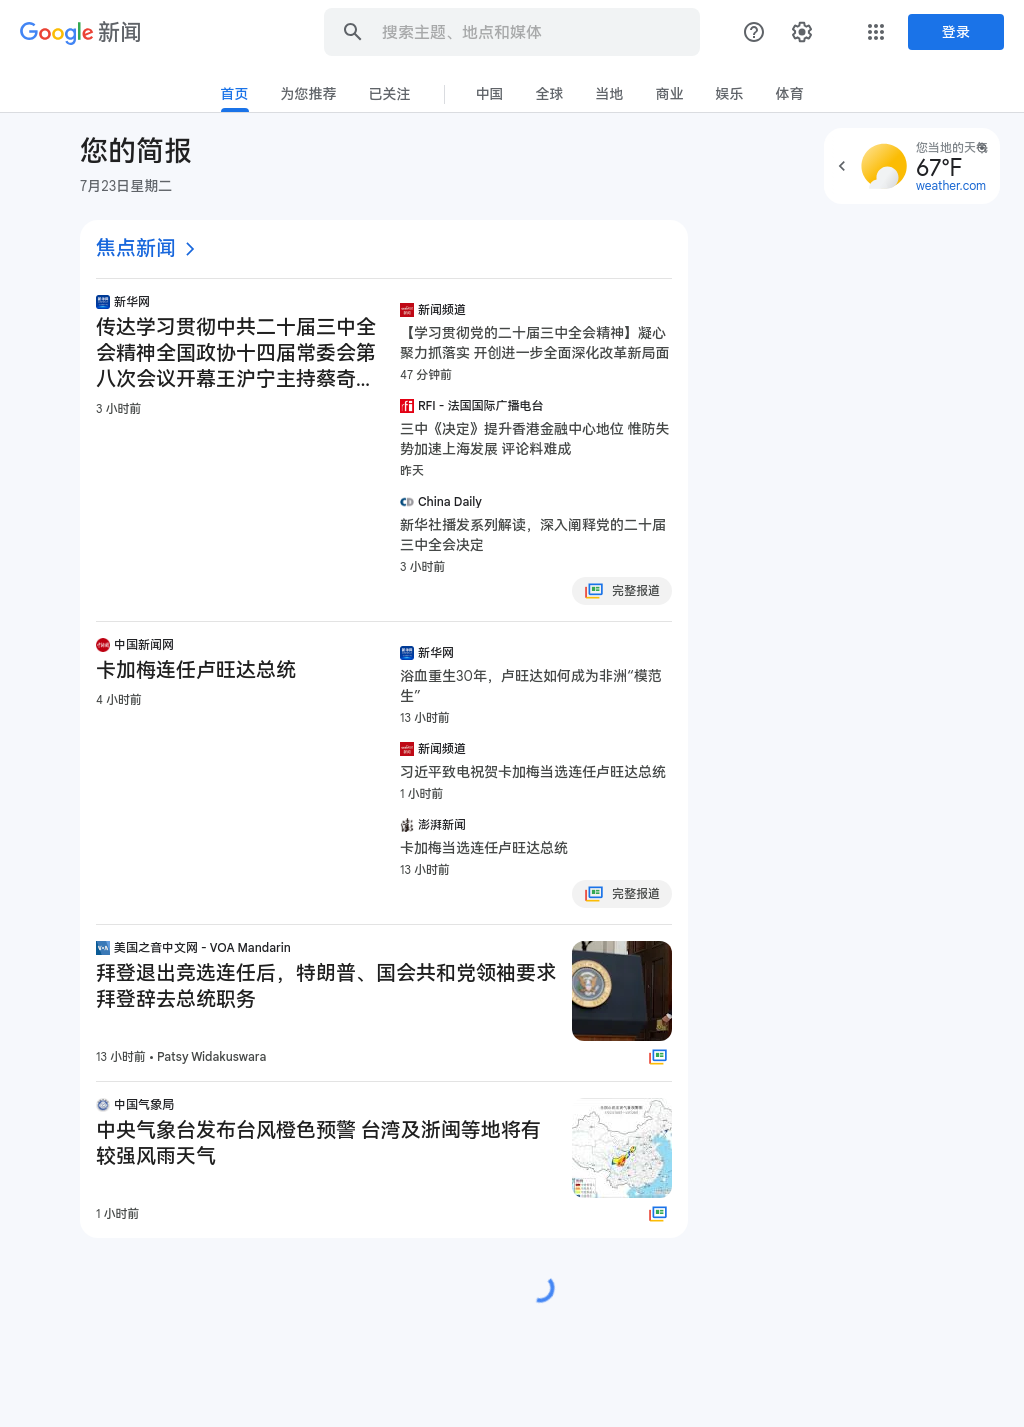 Google 新闻
搜索主题、地点和媒体
登录
首页
为您推荐
已关注
中国
全球
当地
商业
娱乐
体育
您的简报
7月23日星期二
您当地的天气
67°F
weather.com
焦点新闻
新华网
传达学习贯彻中共二十届三中全
会精神全国政协十四届常委会第
八次会议开幕王沪宁主持蔡奇...
3 小时前
新闻频道
【学习贯彻党的二十届三中全会精神】凝心
聚力抓落实 开创进一步全面深化改革新局面
47 分钟前
RFI - 法国国际广播电台
三中《决定》提升香港金融中心地位 惟防失
势加速上海发展 评论料难成
昨天
China Daily
新华社播发系列解读，深入阐释党的二十届
三中全会决定
3 小时前
完整报道
中国新闻网
卡加梅连任卢旺达总统
4 小时前
新华网
浴血重生30年，卢旺达如何成为非洲“模范
生”
13 小时前
新闻频道
习近平致电祝贺卡加梅当选连任卢旺达总统
1 小时前
澎湃新闻
卡加梅当选连任卢旺达总统
13 小时前
完整报道
美国之音中文网 - VOA Mandarin
拜登退出竞选连任后，特朗普、国会共和党领袖要求
拜登辞去总统职务
13 小时前 • Patsy Widakuswara
中国气象局
中央气象台发布台风橙色预警 台湾及浙闽等地将有
较强风雨天气
1 小时前